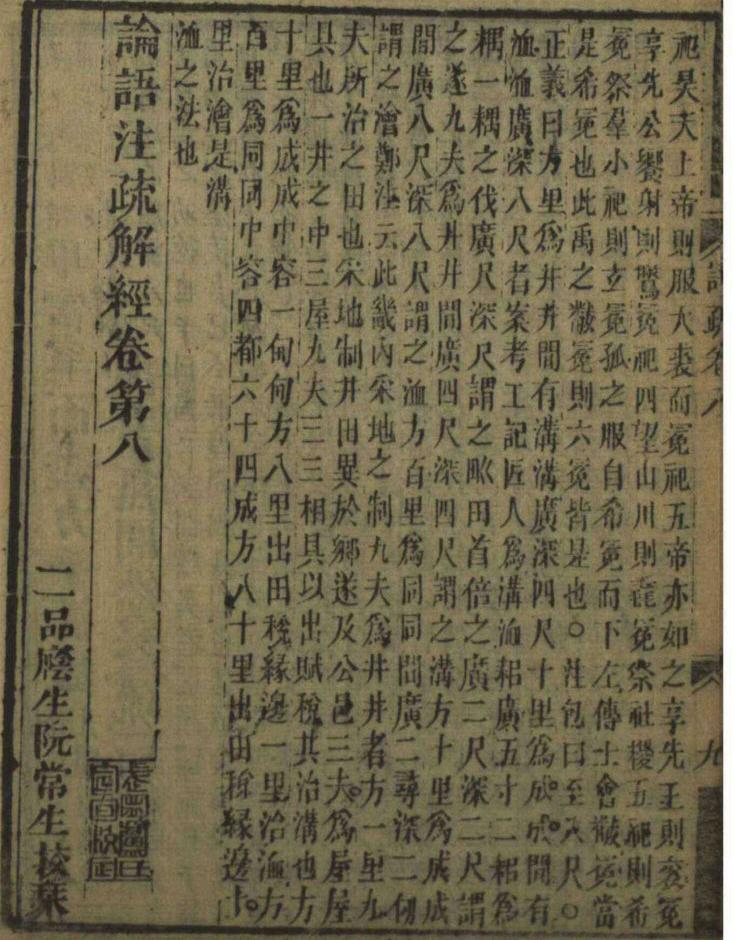 祀昊天上帝則服大裘而冕祀五帝亦如之享先王則袞冕
享先公饗射則鷩冕祀四望山川則毳冕祭社稷五祀則希
冕祭羣小祀則玄冕孤之服自希冕而下左傳士會黻冕當
是希冕也此禹之黻冕則六冕皆是也○注包曰至八尺○
正義曰方里爲井井間有溝溝廣深四尺十里爲成成間有
洫洫廣深八尺者案考工記匠人爲溝洫耜廣五寸二耜爲
耦一耦之伐廣尺深尺謂之𤰕田首倍之廣二尺深二尺謂
之遂九夫爲井井間廣四尺深四尺謂之溝方十里爲成成
間廣八尺深八尺謂之洫方百里爲同同間廣二尋深二仞
謂之澮鄭注云此畿內采地之制九夫爲井井者方一里九
夫所治之田也采地制井田異於鄉遂及公邑三夫爲屋屋
具也一井之中三屋九夫三三相具以出賦稅其治溝也方
十里爲成成中容一甸甸方八里出田稅緣邊一里治洫方
百里爲同同中容四都六十四成方八十里出田稅緣邊十
里治澮是溝
洫之法也
論語注疏解經卷第八
二品廕生阮常生挍栞
九